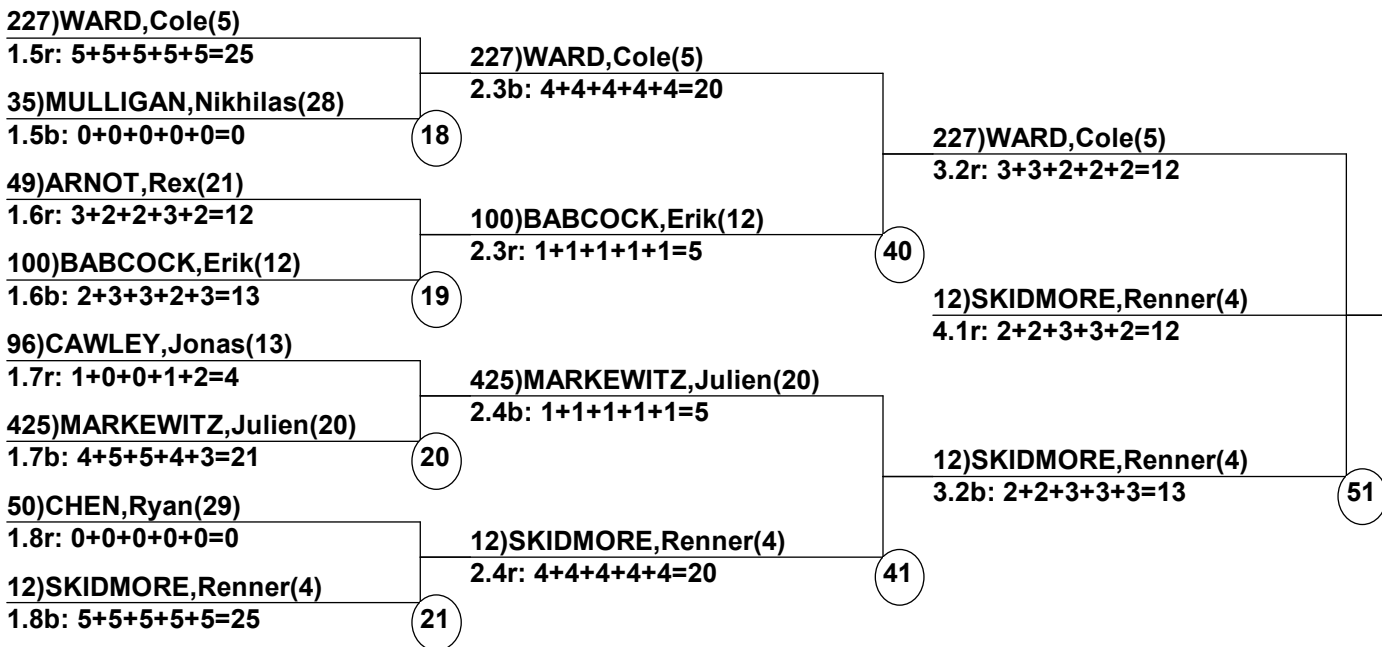 227)WARD,Cole(5)
1.5r: 5+5+5+5+5=25
35)MULLIGAN,Nikhilas(28)
1.5b: 0+0+0+0+0=0
18
49)ARNOT,Rex(21)
1.6r: 3+2+2+3+2=12
100)BABCOCK,Erik(12)
1.6b: 2+3+3+2+3=13
19
96)CAWLEY,Jonas(13)
1.7r: 1+0+0+1+2=4
425)MARKEWITZ,Julien(20)
1.7b: 4+5+5+4+3=21
20
50)CHEN,Ryan(29)
1.8r: 0+0+0+0+0=0
12)SKIDMORE,Renner(4)
1.8b: 5+5+5+5+5=25
21
227)WARD,Cole(5)
2.3b: 4+4+4+4+4=20
100)BABCOCK,Erik(12)
2.3r: 1+1+1+1+1=5
40
425)MARKEWITZ,Julien(20)
2.4b: 1+1+1+1+1=5
12)SKIDMORE,Renner(4)
2.4r: 4+4+4+4+4=20
41
227)WARD,Cole(5)
3.2r: 3+3+2+2+2=12
12)SKIDMORE,Renner(4)
4.1r: 2+2+3+3+2=12
12)SKIDMORE,Renner(4)
3.2b: 2+2+3+3+3=13
51